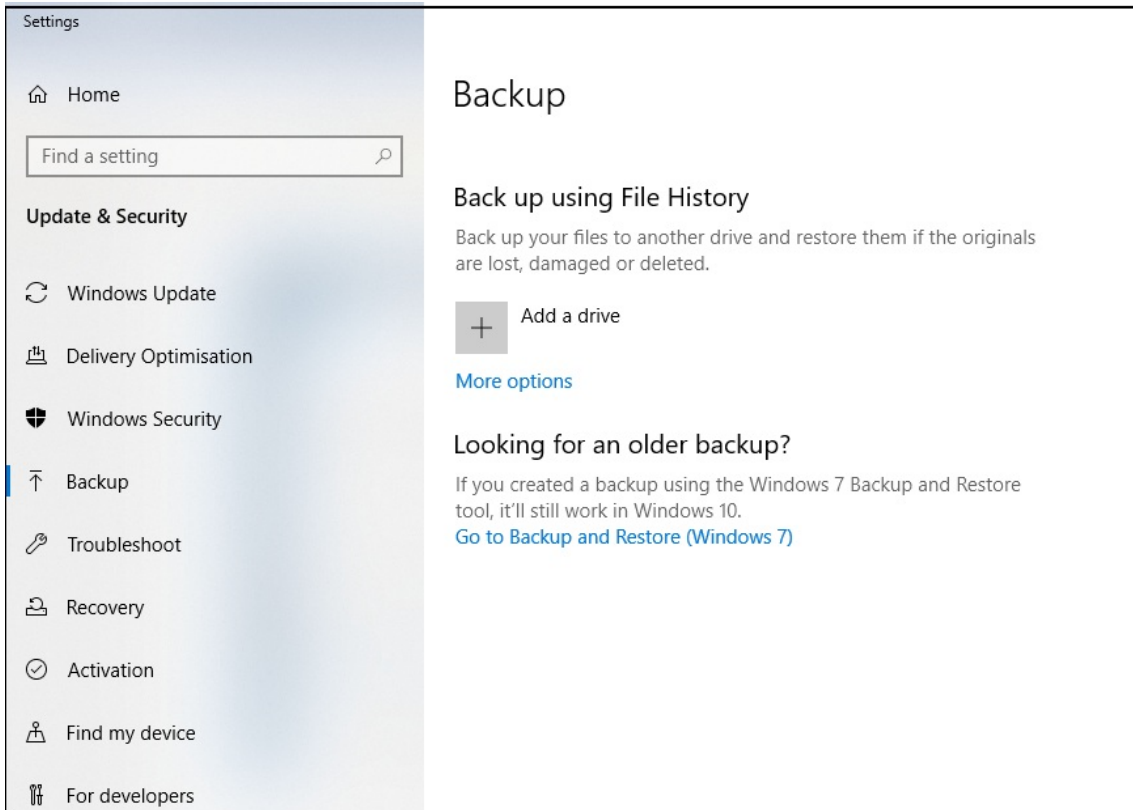 Settings
Home
Find a setting
Update & Security
Windows Update
Delivery Optimisation
Windows Security
Backup
Troubleshoot
Recovery
Activation
Find my device
For developers
Backup
Back up using File History
Back up your files to another drive and restore them if the originals
are lost, damaged or deleted.
Add a drive
More options
Looking for an older backup?
If you created a backup using the Windows 7 Backup and Restore
tool, it'll still work in Windows 10.
Go to Backup and Restore (Windows 7)